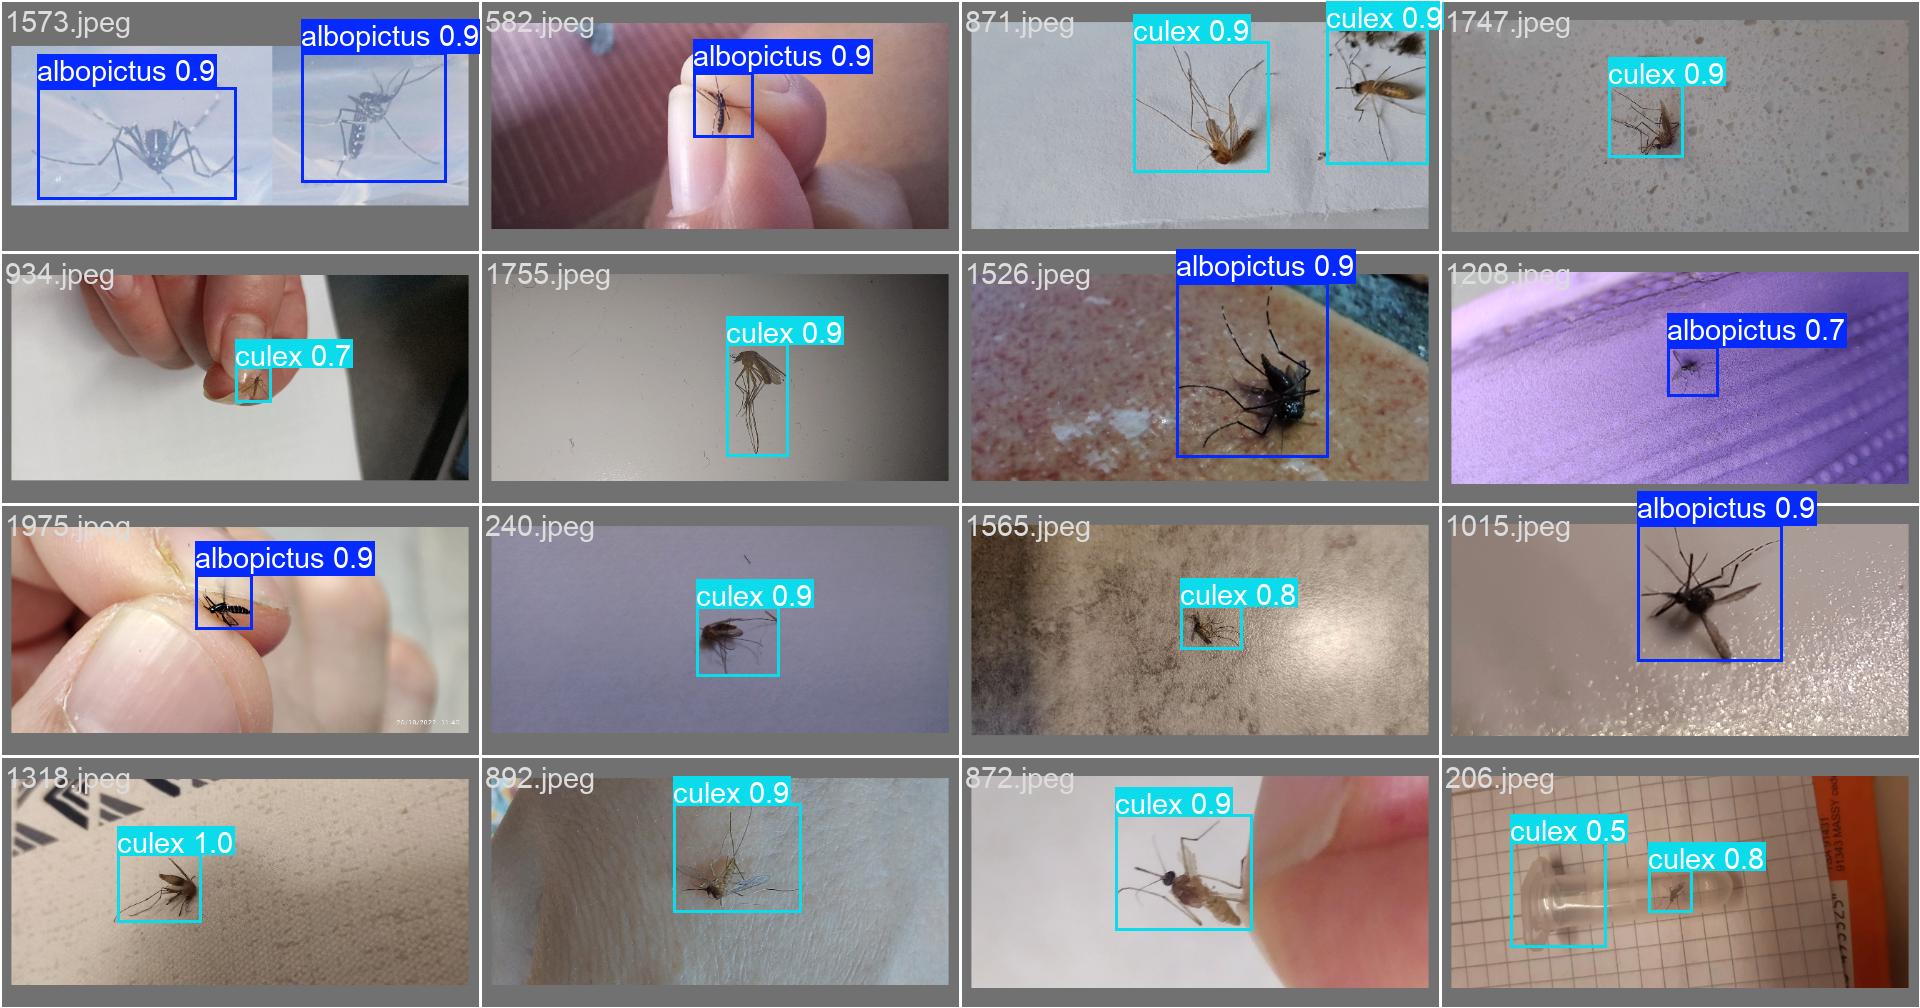 1573.jpeg
albopictus 0.9
albopictus 0.9
582.jpeg
albopictus 0.9
871.jpeg
culex 0.9
culex 0.9
1747.jpeg
culex 0.9
934.jpeg
culex 0.7
1755.jpeg
culex 0.9
1526.jpeg
albopictus 0.9
1208.jpeg
albopictus 0.7
1975.jpeg
albopictus 0.9
240.jpeg
culex 0.9
1565.jpeg
culex 0.8
1015.jpeg
albopictus 0.9
1318.jpeg
culex 1.0
892.jpeg
culex 0.9
872.jpeg
culex 0.9
206.jpeg
culex 0.5
culex 0.8
91343 MASSY